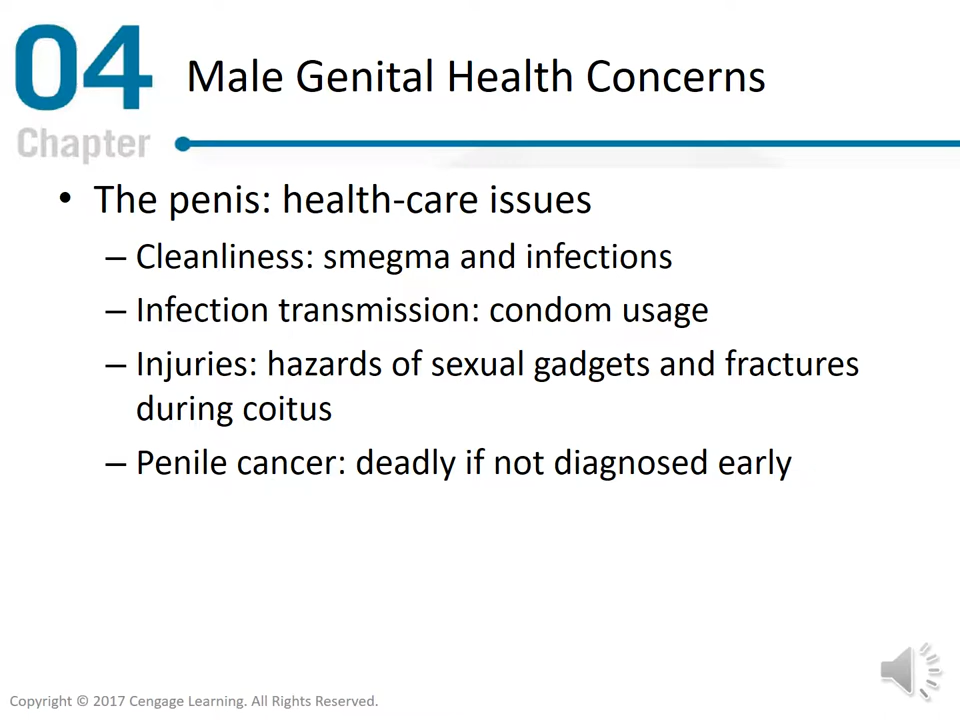 04
Chapter
Male Genital Health Concerns
• The penis: health-care issues
– Cleanliness: smegma and infections
– Infection transmission: condom usage
– Injuries: hazards of sexual gadgets and fractures
during coitus
– Penile cancer: deadly if not diagnosed early
Copyright © 2017 Cengage Learning. All Rights Reserved.